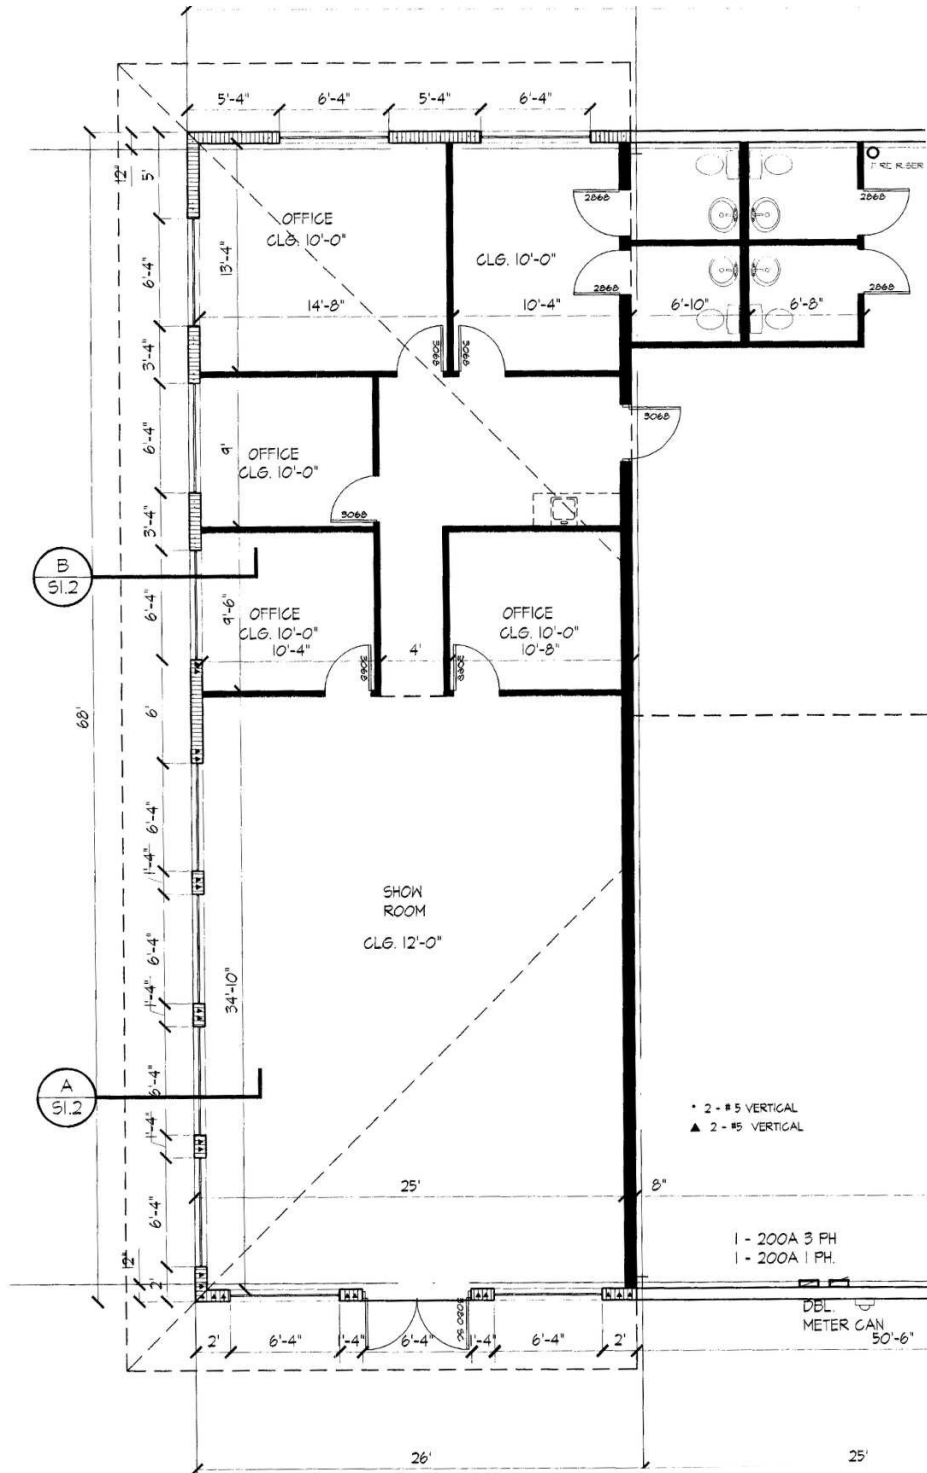 5'-4" 6'-4" 5'-4" 6'-4"
12"
5'
2868
2868
OFFICE
CLG. 10'-0"
CLG. 10'-0"
13'-4"
6'-4"
2868
2868
14'-8"
10'-4"
6'-10"
6'-8"
3'-4"
3068
3068
3068
6'-4"
9'
OFFICE
CLG. 10'-0"
3068
3'-4"
B
S1.2
6'-4"
9'-6"
OFFICE
CLG. 10'-0"
10'-4"
4'
OFFICE
CLG. 10'-0"
10'-8"
3068
3068
68'
6'
6'-4"
1'-4"
SHOW
ROOM
CLG. 12'-0"
6'-4"
1'-4"
34'-10"
A
S1.2
6'-4"
1'-4"
• 2 - #5 VERTICAL
▲ 2 - #5 VERTICAL
25'
8"
6'-4"
1 - 200A 3 PH
1 - 200A 1 PH.
2'
DBL.
METER CAN
50'-6"
2' 6'-4" 1'-4" 6'-4" 1'-4" 6'-4" 2'
26'
25'